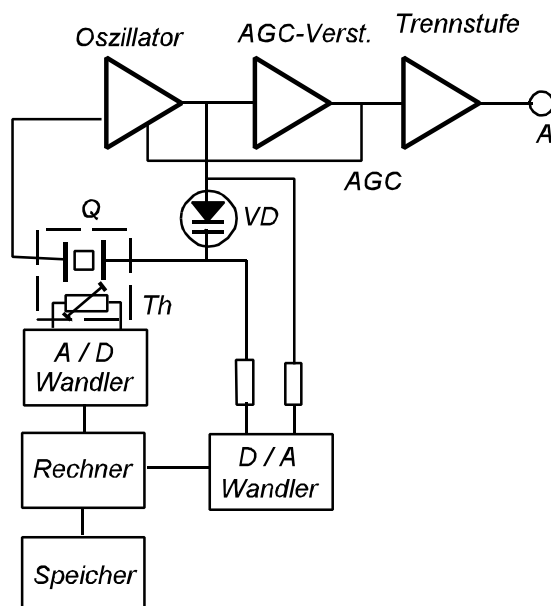 Oszillator
AGC-Verst.
Trennstufe
A
AGC
Q
VD
Th
A / D
Wandler
Rechner
D / A
Wandler
Speicher